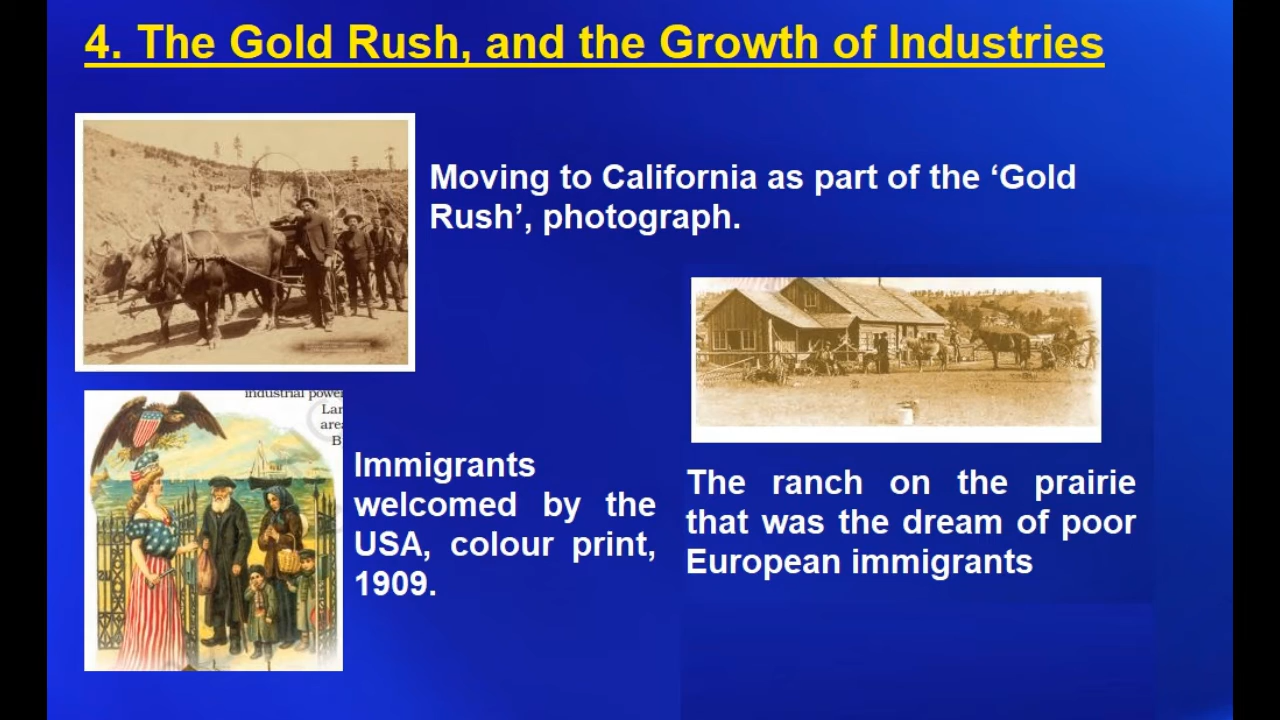 4. The Gold Rush, and the Growth of Industries
Moving to California as part of the ‘Gold
Rush’, photograph.
industrial powe
Lar
area
B
Immigrants
welcomed by the
USA, colour print,
1909.
The ranch on the prairie
that was the dream of poor
European immigrants